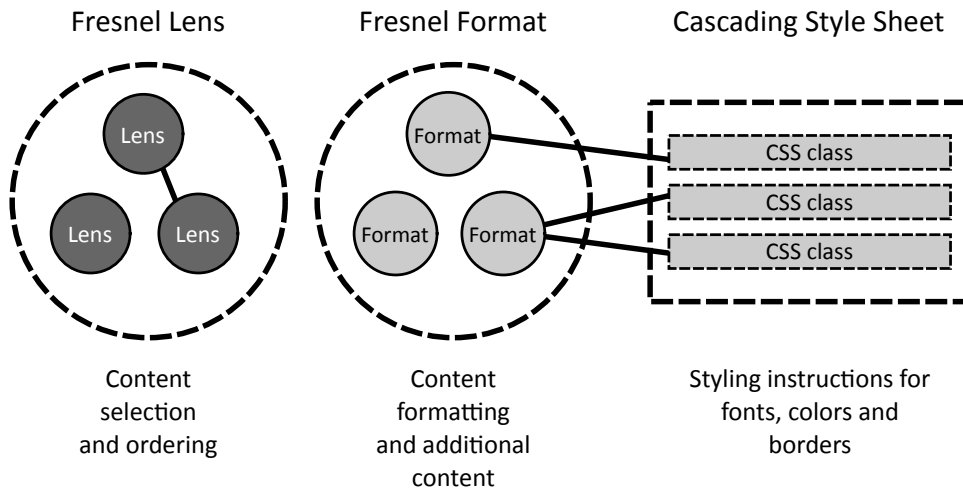 Fresnel Lens
Fresnel Format
Cascading Style Sheet
Lens
Lens
Lens
Format
Format
Format
CSS class
CSS class
CSS class
Content
selection
and ordering
Content
formatting
and additional
content
Styling instructions for
fonts, colors and
borders